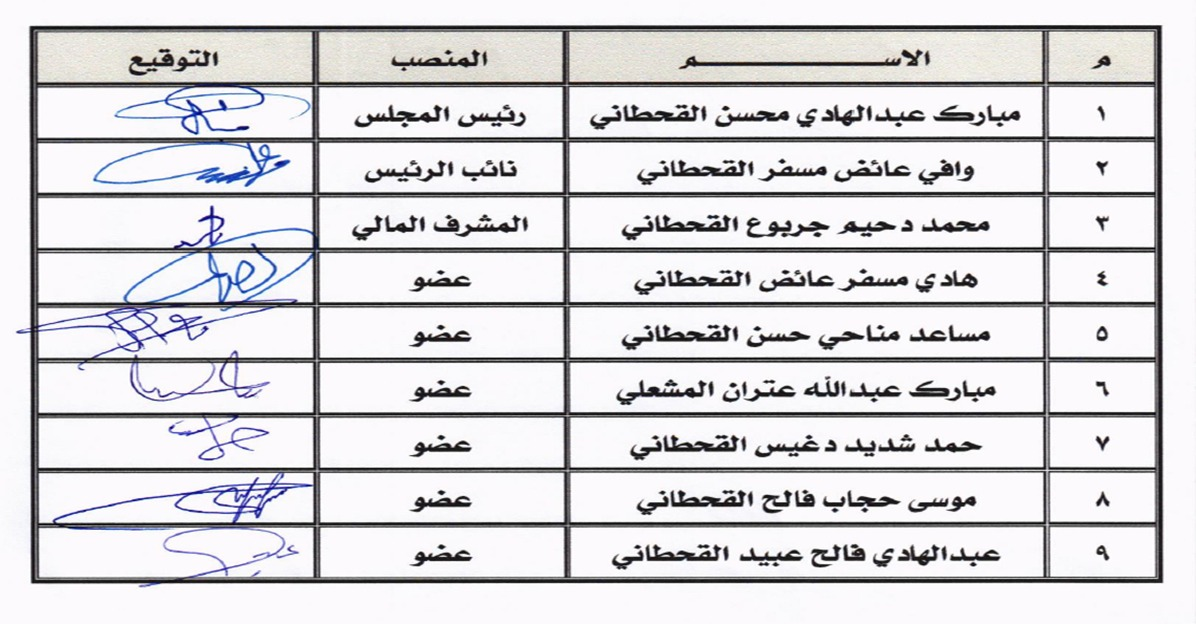 م الاســـــــــــــــم المنصب التوقيع
١ مبارك عبدالهادي محسن القحطاني رئيس المجلس
٢ وافي عائض مسفر القحطاني نائب الرئيس
٣ محمد دحيم جربوع القحطاني المشرف المالي
٤ هادي مسفر عائض القحطاني عضو
٥ مساعد مناحي حسن القحطاني عضو
٦ مبارك عبدالله عتران المشعلي عضو
٧ حمد شديد دغيس القحطاني عضو
٨ موسى حجاب فالح القحطاني عضو
٩ عبدالهادي فالح عبيد القحطاني عضو